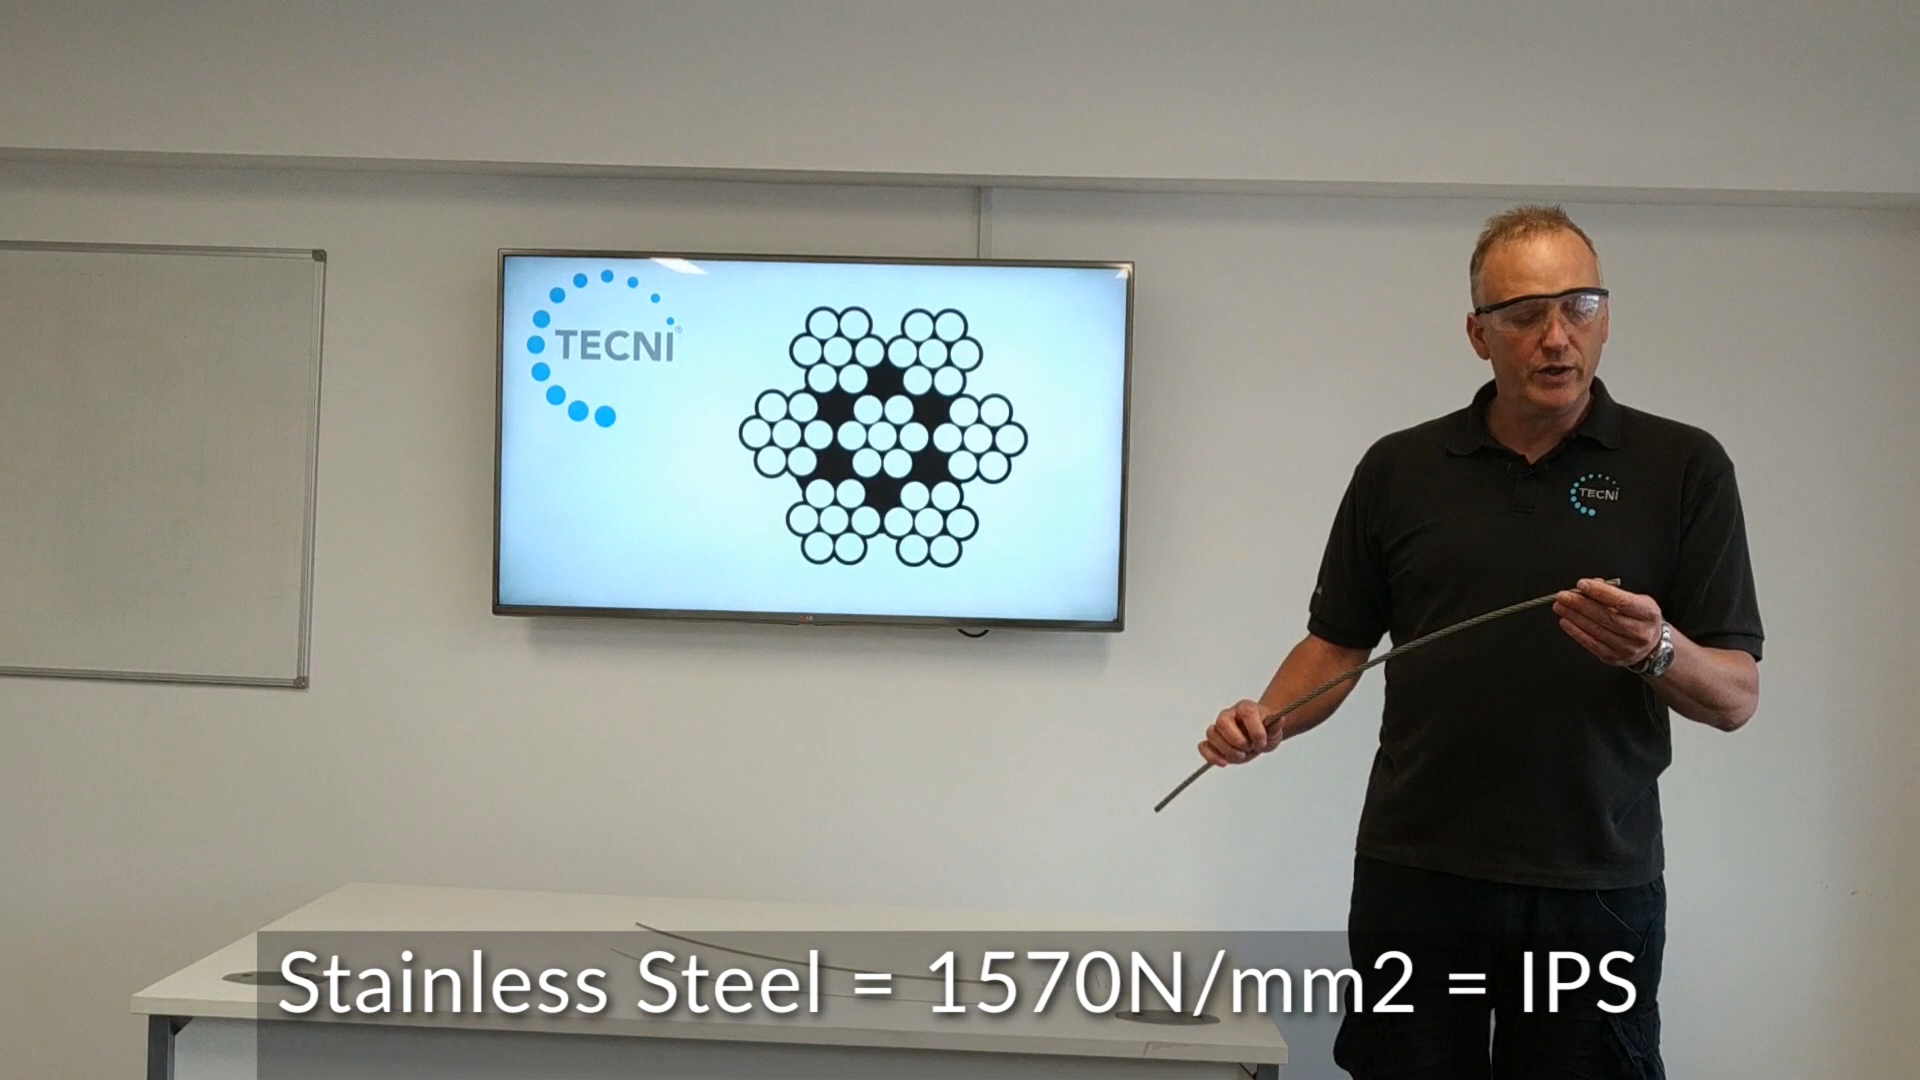 TECNI®
TECNI
Stainless Steel = 1570N/mm2 = IPS